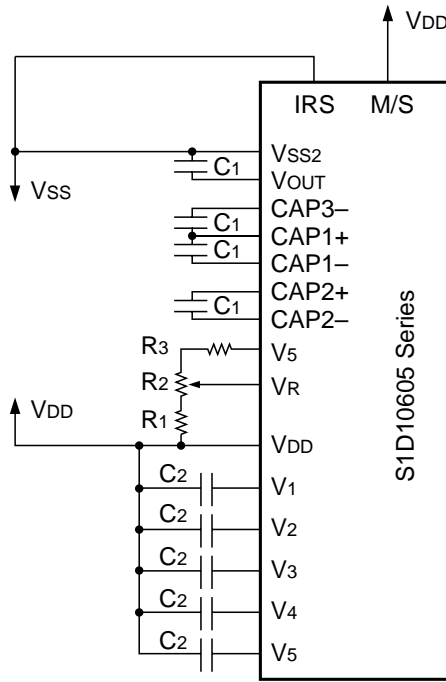 VDD
IRS M/S
VSS2
C1
VOUT
VSS
CAP3–
C1
CAP1+
C1
CAP1–
CAP2+
C1
CAP2–
R3
V5
R2
VR
VDD
R1
VDD
C2
V1
C2
V2
C2
V3
C2
V4
C2
V5
S1D10605 Series